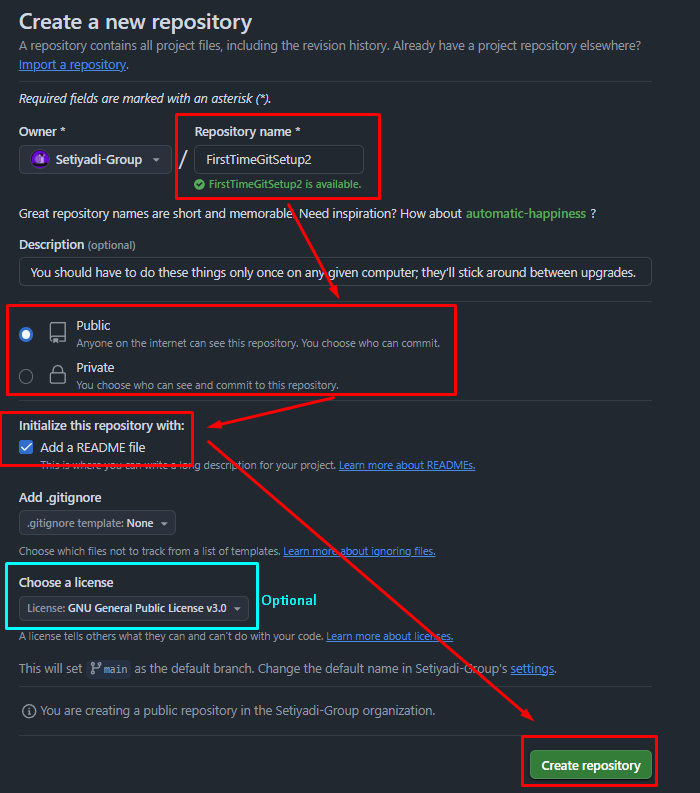 Create a new repository
A repository contains all project files, including the revision history. Already have a project repository elsewhere?
Import a repository.
Required fields are marked with an asterisk (*).
Owner *
Repository name *
Setiyadi-Group
/
FirstTimeGitSetup2
FirstTimeGitSetup2 is available.
Great repository names are short and memorable. Need inspiration? How about automatic-happiness ?
Description (optional)
You should have to do these things only once on any given computer; they'll stick around between upgrades.
Public
Anyone on the internet can see this repository. You choose who can commit.
Private
You choose who can see and commit to this repository.
Initialize this repository with:
Add a README file
This is where you can write a long description for your project. Learn more about READMEs.
Add .gitignore
.gitignore template: None
Choose which files not to track from a list of templates. Learn more about ignoring files.
Choose a license
License: GNU General Public License v3.0
Optional
A license tells others what they can and can't do with your code. Learn more about licenses.
This will set main as the default branch. Change the default name in Setiyadi-Group's settings.
You are creating a public repository in the Setiyadi-Group organization.
Create repository